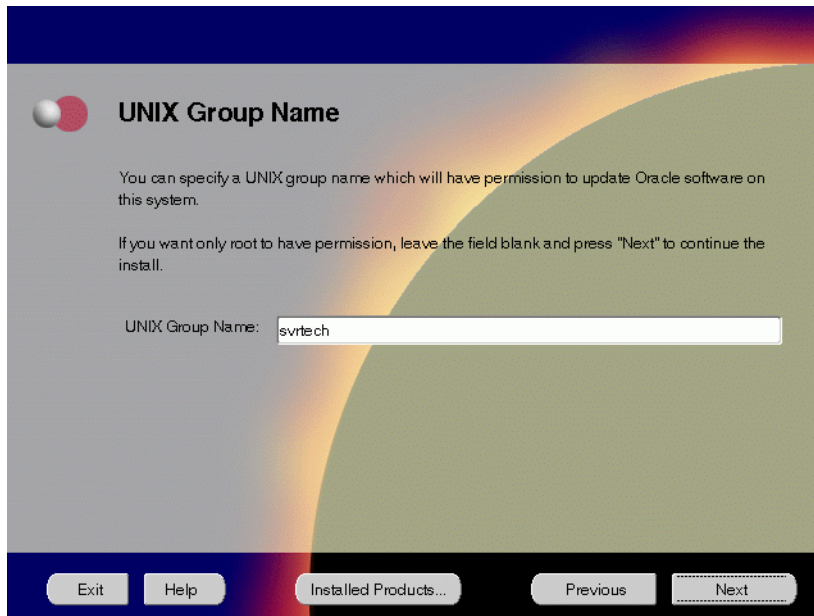 UNIX Group Name
You can specify a UNIX group name which will have permission to update Oracle software on
this system.
If you want only root to have permission, leave the field blank and press "Next" to continue the
install.
UNIX Group Name: svrtech
Exit Help Installed Products... Previous Next